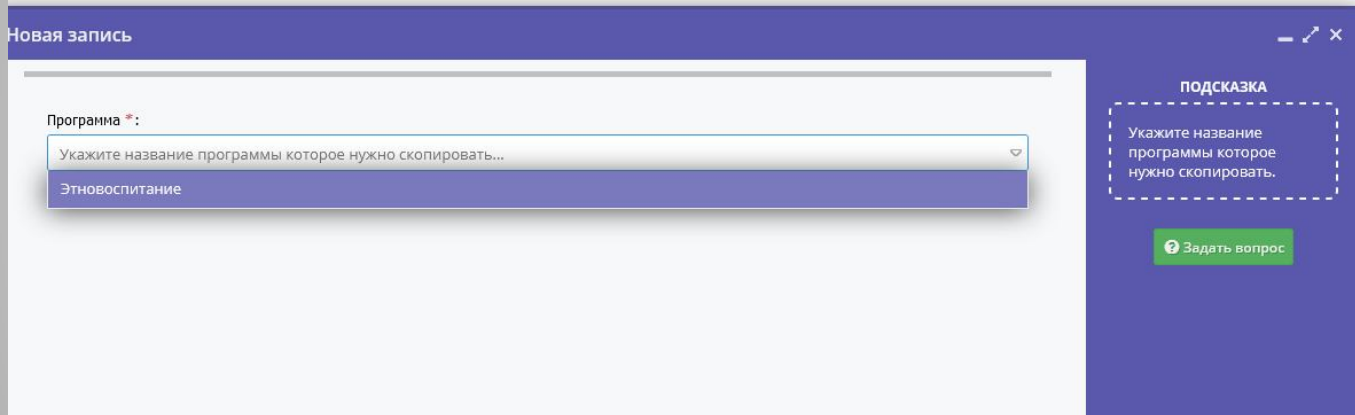 Новая запись
Программа *:
Укажите название программы которое нужно скопировать...
Этновоспитание
ПОДСКАЗКА
Укажите название
программы которое
нужно скопировать.
Задать вопрос